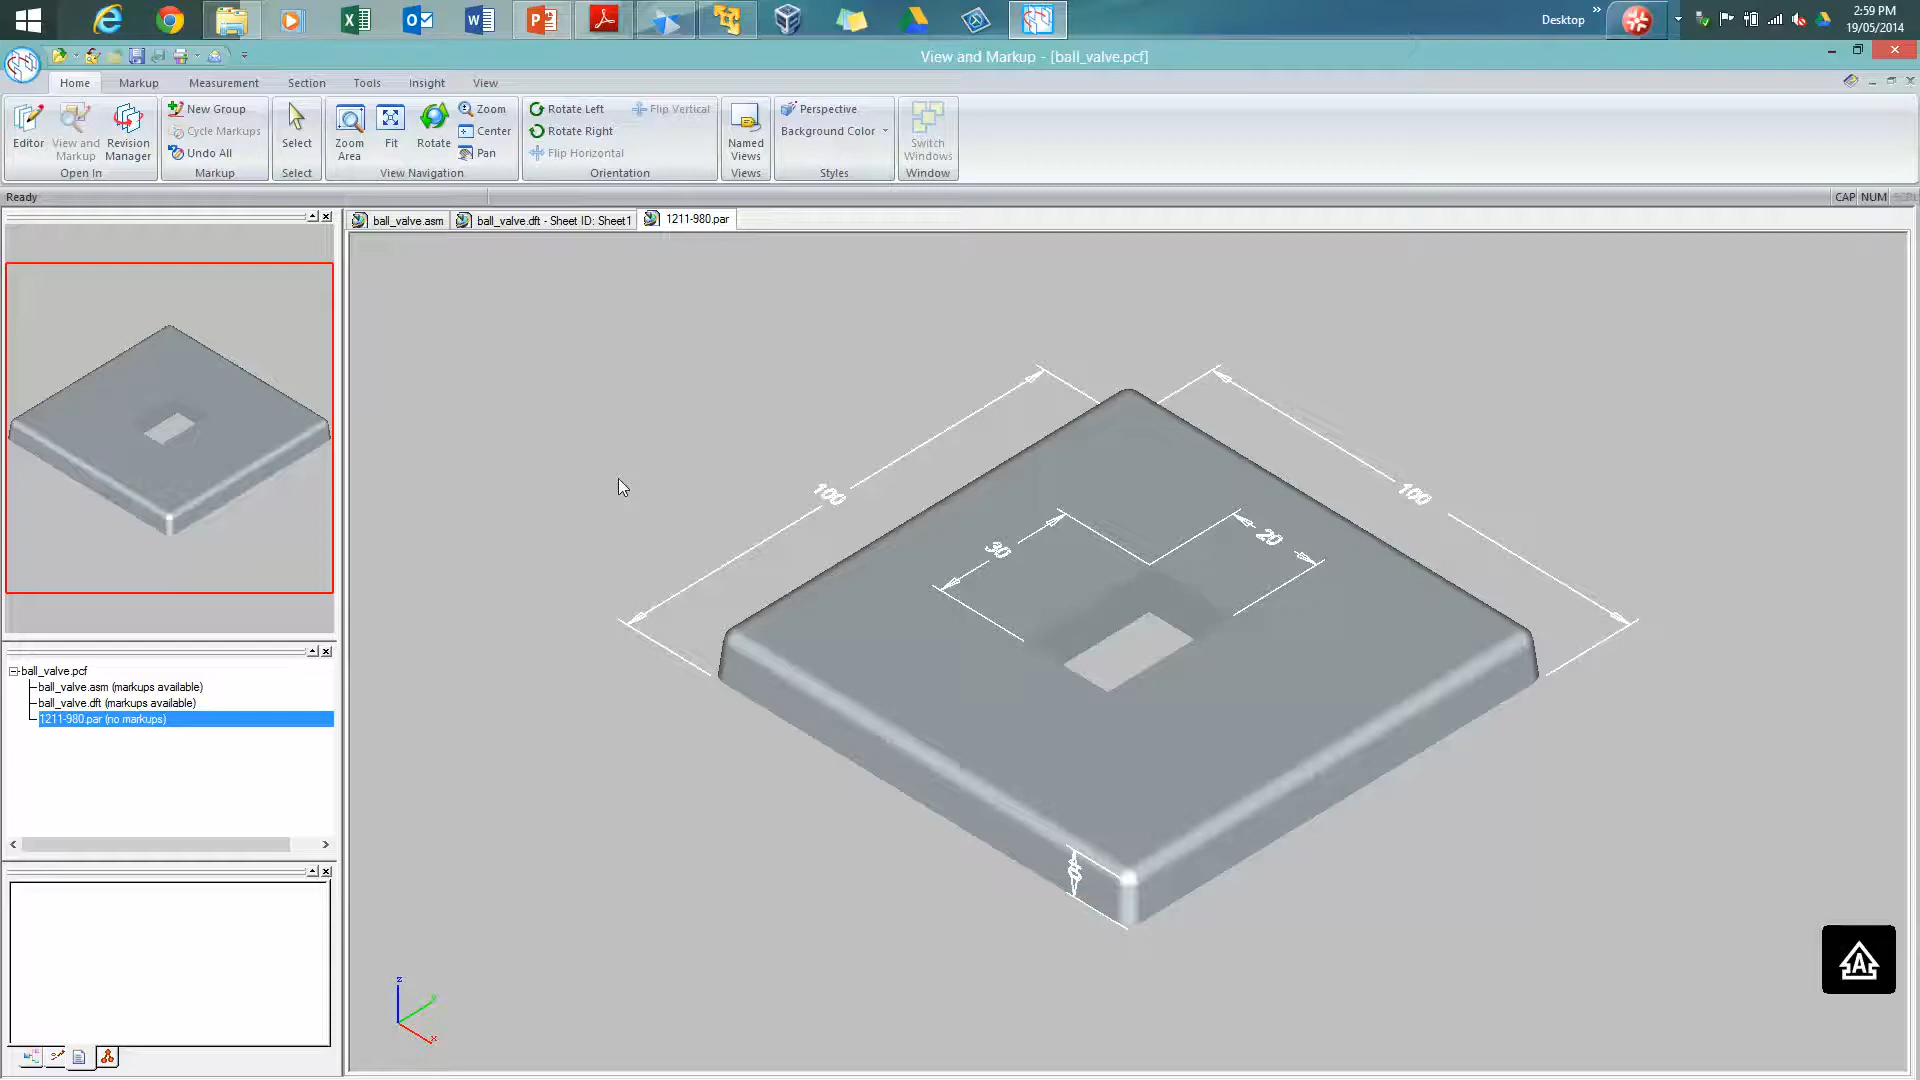 Desktop
2:59 PM
19/05/2014
View and Markup - [ball_valve.pcf]
Home Markup Measurement Section Tools Insight View
Editor
View and Markup
Revision Manager
Open In
New Group
Cycle Markups
Undo All
Markup
Select
Select
Zoom Area
Fit
Rotate
Zoom
Center
Pan
View Navigation
Rotate Left
Rotate Right
Flip Horizontal
Flip Vertical
Orientation
Named Views
Views
Perspective
Background Color
Styles
Switch Windows
Window
Ready
CAP NUM
ball_valve.asm
ball_valve.dft - Sheet ID: Sheet1
1211-980.par
ball_valve.pcf
ball_valve.asm (markups available)
ball_valve.dft (markups available)
1211-980.par (no markups)
100
100
30
20
z
y
x
A